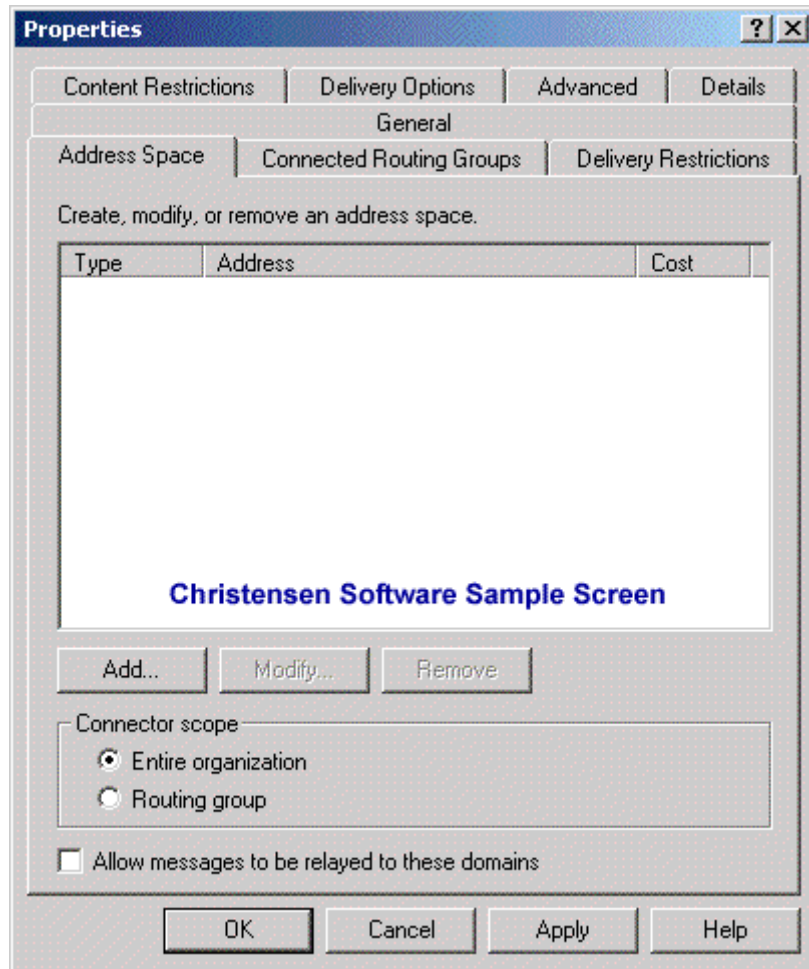 Properties
Content Restrictions Delivery Options Advanced Details
General
Address Space Connected Routing Groups Delivery Restrictions
Create, modify, or remove an address space.
Type Address Cost
Christensen Software Sample Screen
Add... Modify... Remove
Connector scope
Entire organization
Routing group
Allow messages to be relayed to these domains
OK Cancel Apply Help